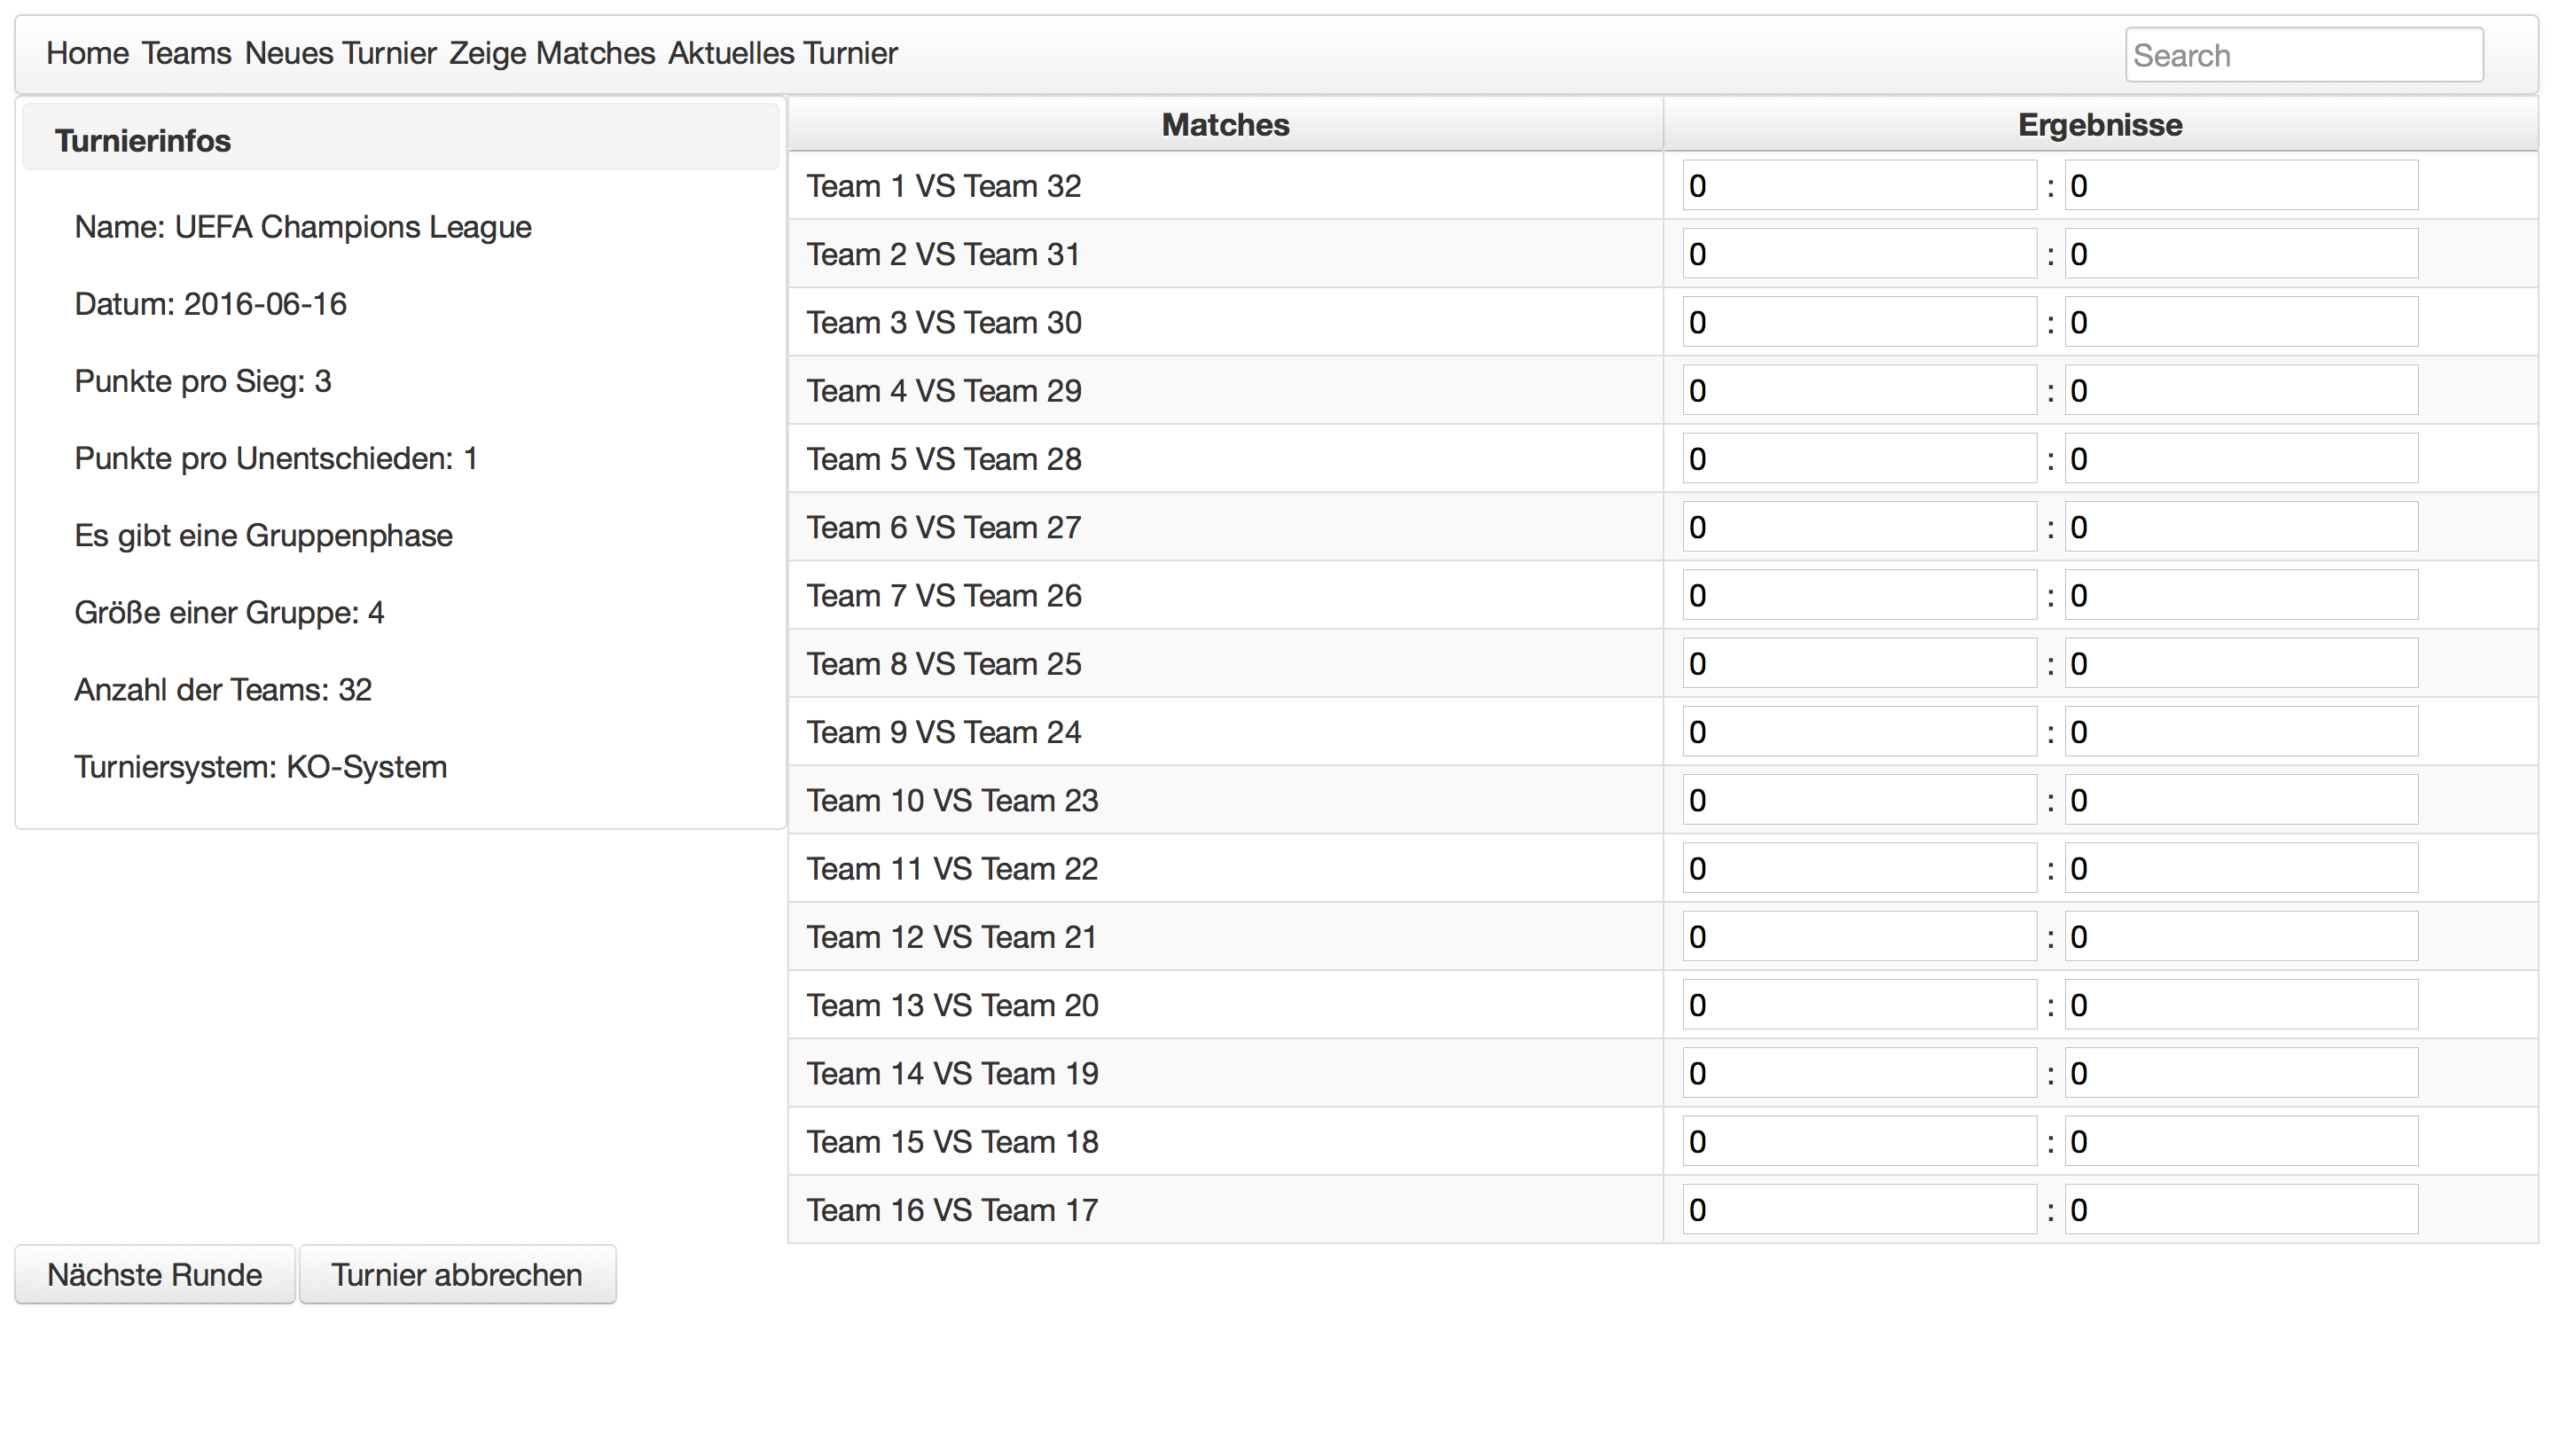 Home Teams Neues Turnier Zeige Matches Aktuelles Turnier Search
Turnierinfos
Name: UEFA Champions League
Datum: 2016-06-16
Punkte pro Sieg: 3
Punkte pro Unentschieden: 1
Es gibt eine Gruppenphase
Größe einer Gruppe: 4
Anzahl der Teams: 32
Turniersystem: KO-System
Matches Ergebnisse
Team 1 VS Team 32 0 : 0
Team 2 VS Team 31 0 : 0
Team 3 VS Team 30 0 : 0
Team 4 VS Team 29 0 : 0
Team 5 VS Team 28 0 : 0
Team 6 VS Team 27 0 : 0
Team 7 VS Team 26 0 : 0
Team 8 VS Team 25 0 : 0
Team 9 VS Team 24 0 : 0
Team 10 VS Team 23 0 : 0
Team 11 VS Team 22 0 : 0
Team 12 VS Team 21 0 : 0
Team 13 VS Team 20 0 : 0
Team 14 VS Team 19 0 : 0
Team 15 VS Team 18 0 : 0
Team 16 VS Team 17 0 : 0
Nächste Runde Turnier abbrechen